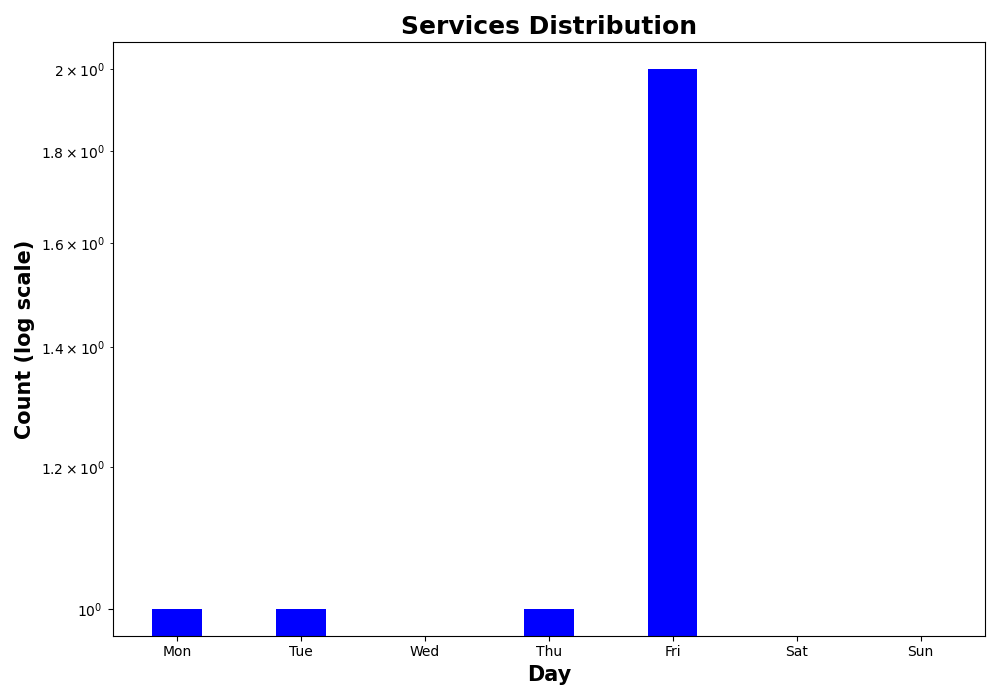 Services Distribution
Count (log scale)
2 × 10⁰
1.8 × 10⁰
1.6 × 10⁰
1.4 × 10⁰
1.2 × 10⁰
10⁰
Mon Tue Wed Thu Fri Sat Sun
Day